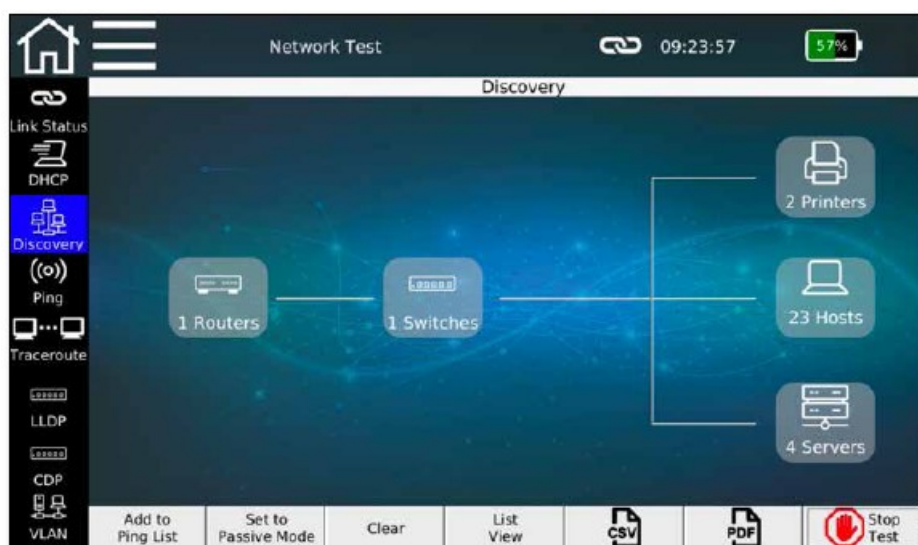 Network Test
09:23:57
57%
Discovery
Link Status
DHCP
Discovery
Ping
Traceroute
LLDP
CDP
VLAN
1 Routers
1 Switches
2 Printers
23 Hosts
4 Servers
Add to
Ping List
Set to
Passive Mode
Clear
List
View
CSV
PDF
Stop
Test